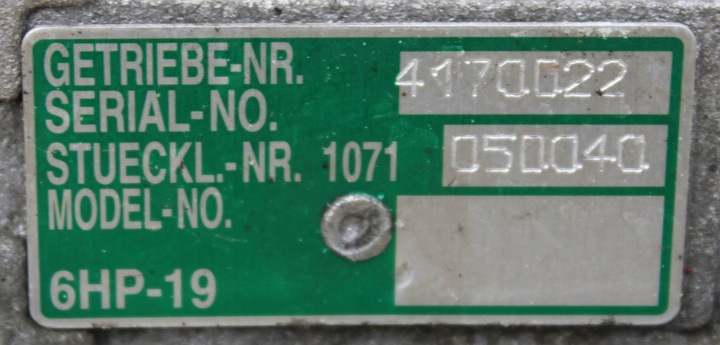 GETRIEBE-NR. 4170022
SERIAL-NO.
STUECKL.-NR. 1071 050040
MODEL-NO.
6HP-19